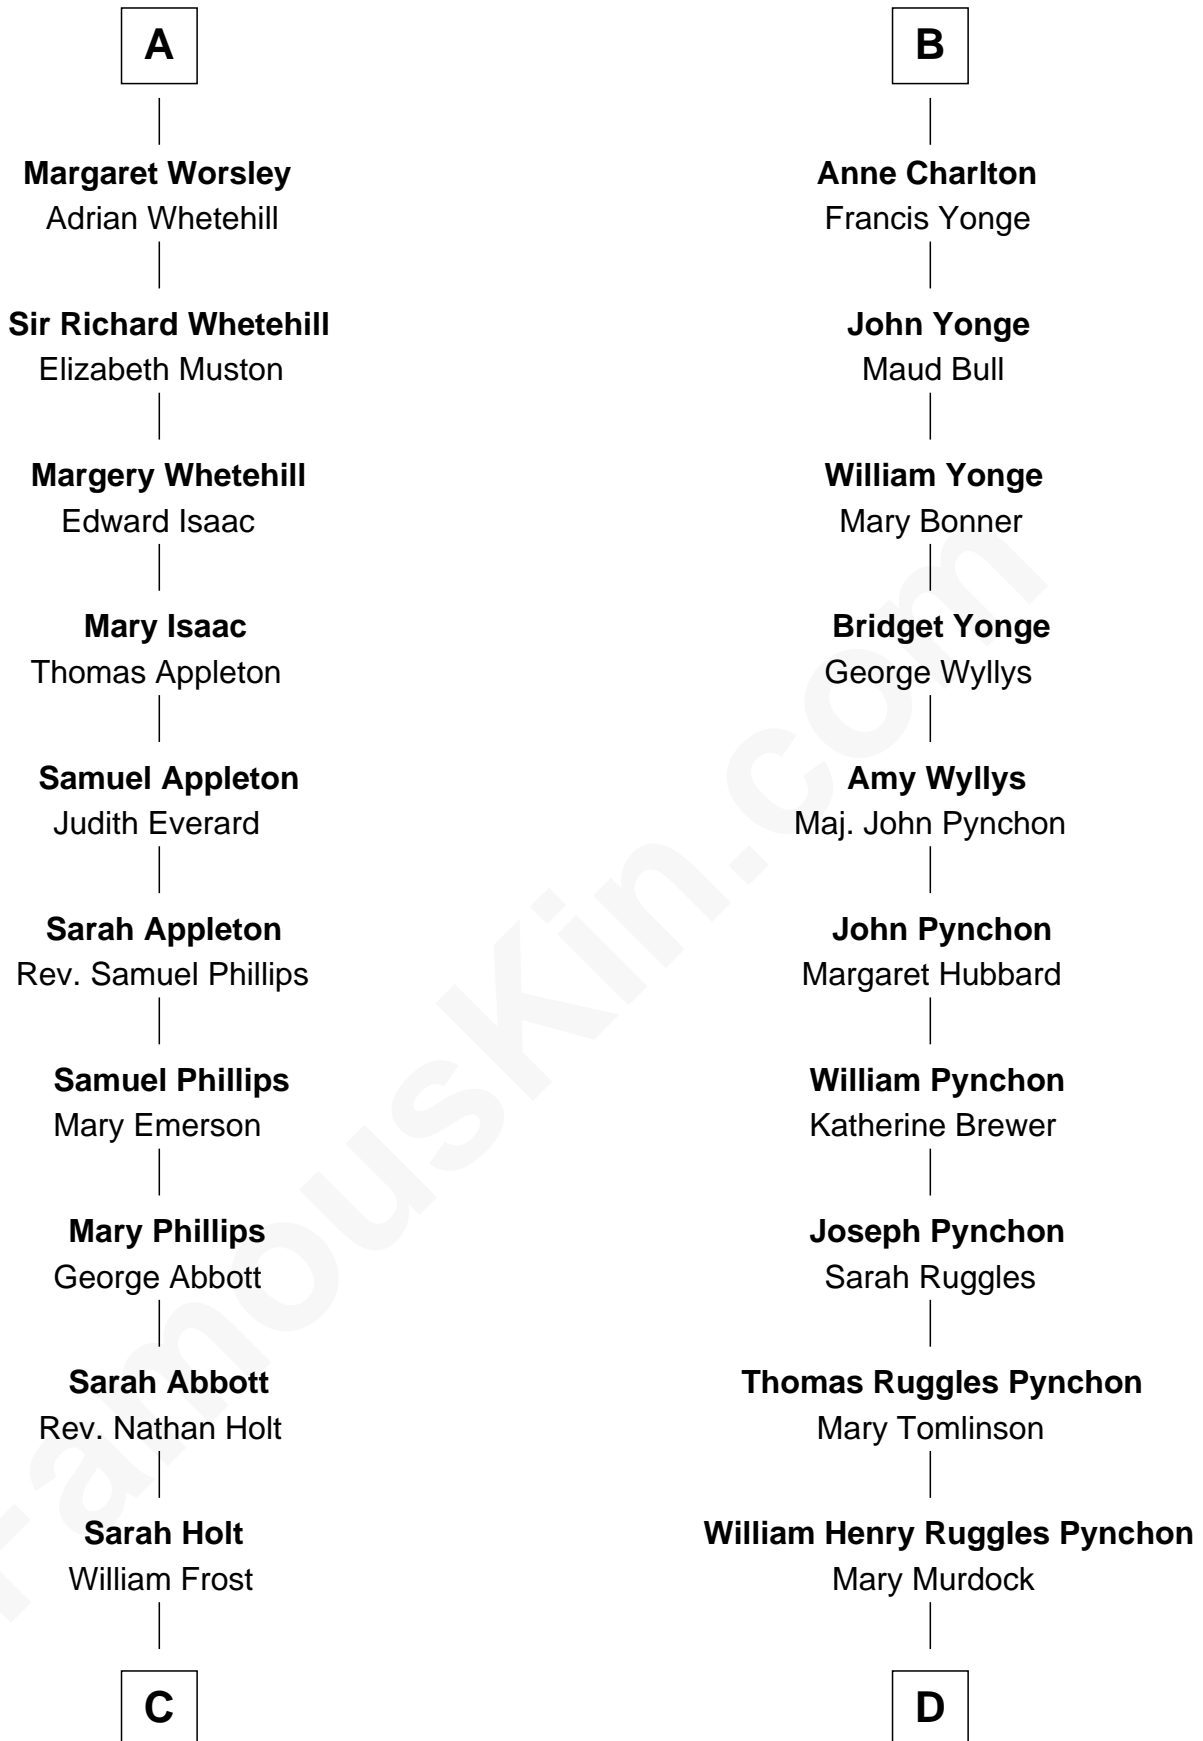 A
Margaret Worsley
Adrian Whetehill
Sir Richard Whetehill
Elizabeth Muston
Margery Whetehill
Edward Isaac
Mary Isaac
Thomas Appleton
Samuel Appleton
Judith Everard
Sarah Appleton
Rev. Samuel Phillips
Samuel Phillips
Mary Emerson
Mary Phillips
George Abbott
Sarah Abbott
Rev. Nathan Holt
Sarah Holt
William Frost
C
B
Anne Charlton
Francis Yonge
John Yonge
Maud Bull
William Yonge
Mary Bonner
Bridget Yonge
George Wyllys
Amy Wyllys
Maj. John Pynchon
John Pynchon
Margaret Hubbard
William Pynchon
Katherine Brewer
Joseph Pynchon
Sarah Ruggles
Thomas Ruggles Pynchon
Mary Tomlinson
William Henry Ruggles Pynchon
Mary Murdock
D
FamousKin.com